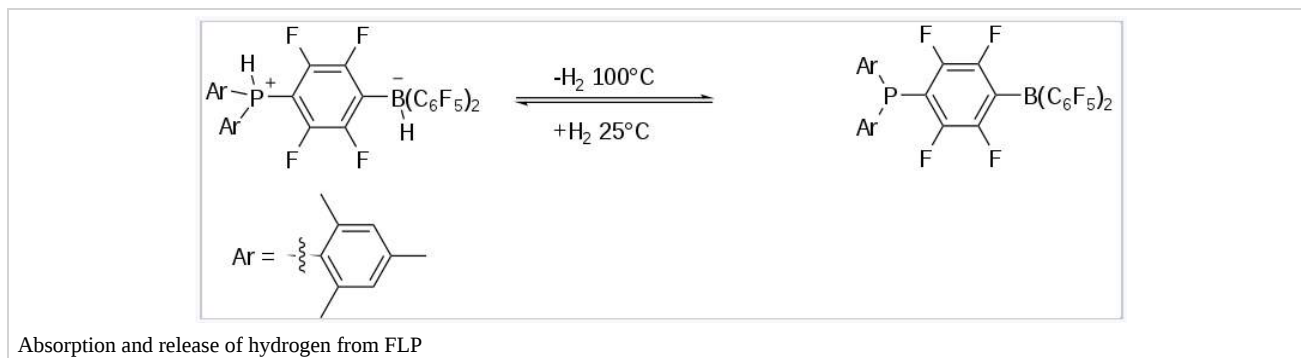 F F
H
Ar P + − B(C₆F₅)₂
Ar H
F F
-H₂ 100°C
+H₂ 25°C
F F
Ar
P B(C₆F₅)₂
Ar
F F
Ar =
Absorption and release of hydrogen from FLP